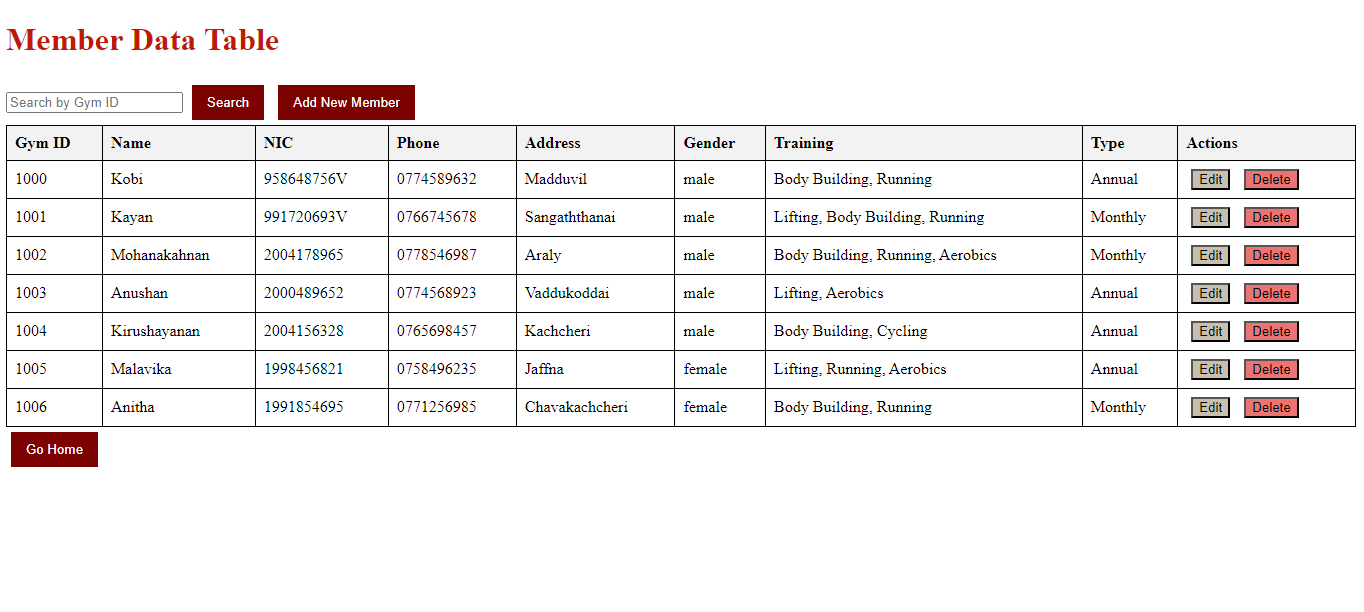 Member Data Table
Search by Gym ID Search Add New Member
Gym ID Name NIC Phone Address Gender Training Type Actions
1000 Kobi 958648756V 0774589632 Madduvil male Body Building, Running Annual Edit Delete
1001 Kayan 991720693V 0766745678 Sangaththanai male Lifting, Body Building, Running Monthly Edit Delete
1002 Mohanakahnan 2004178965 0778546987 Araly male Body Building, Running, Aerobics Monthly Edit Delete
1003 Anushan 2000489652 0774568923 Vaddukoddai male Lifting, Aerobics Annual Edit Delete
1004 Kirushayanan 2004156328 0765698457 Kachcheri male Body Building, Cycling Annual Edit Delete
1005 Malavika 1998456821 0758496235 Jaffna female Lifting, Running, Aerobics Annual Edit Delete
1006 Anitha 1991854695 0771256985 Chavakachcheri female Body Building, Running Monthly Edit Delete
Go Home